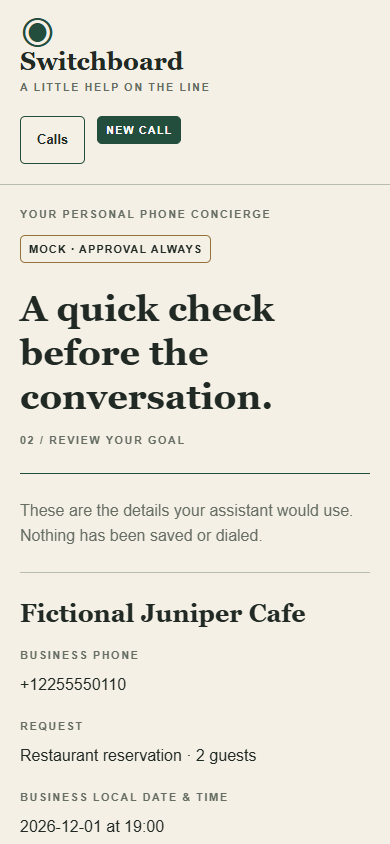 Switchboard
A LITTLE HELP ON THE LINE
Calls
NEW CALL
YOUR PERSONAL PHONE CONCIERGE
MOCK · APPROVAL ALWAYS
A quick check
before the
conversation.
02 / REVIEW YOUR GOAL
These are the details your assistant would use.
Nothing has been saved or dialed.
Fictional Juniper Cafe
BUSINESS PHONE
+12255550110
REQUEST
Restaurant reservation · 2 guests
BUSINESS LOCAL DATE & TIME
2026-12-01 at 19:00